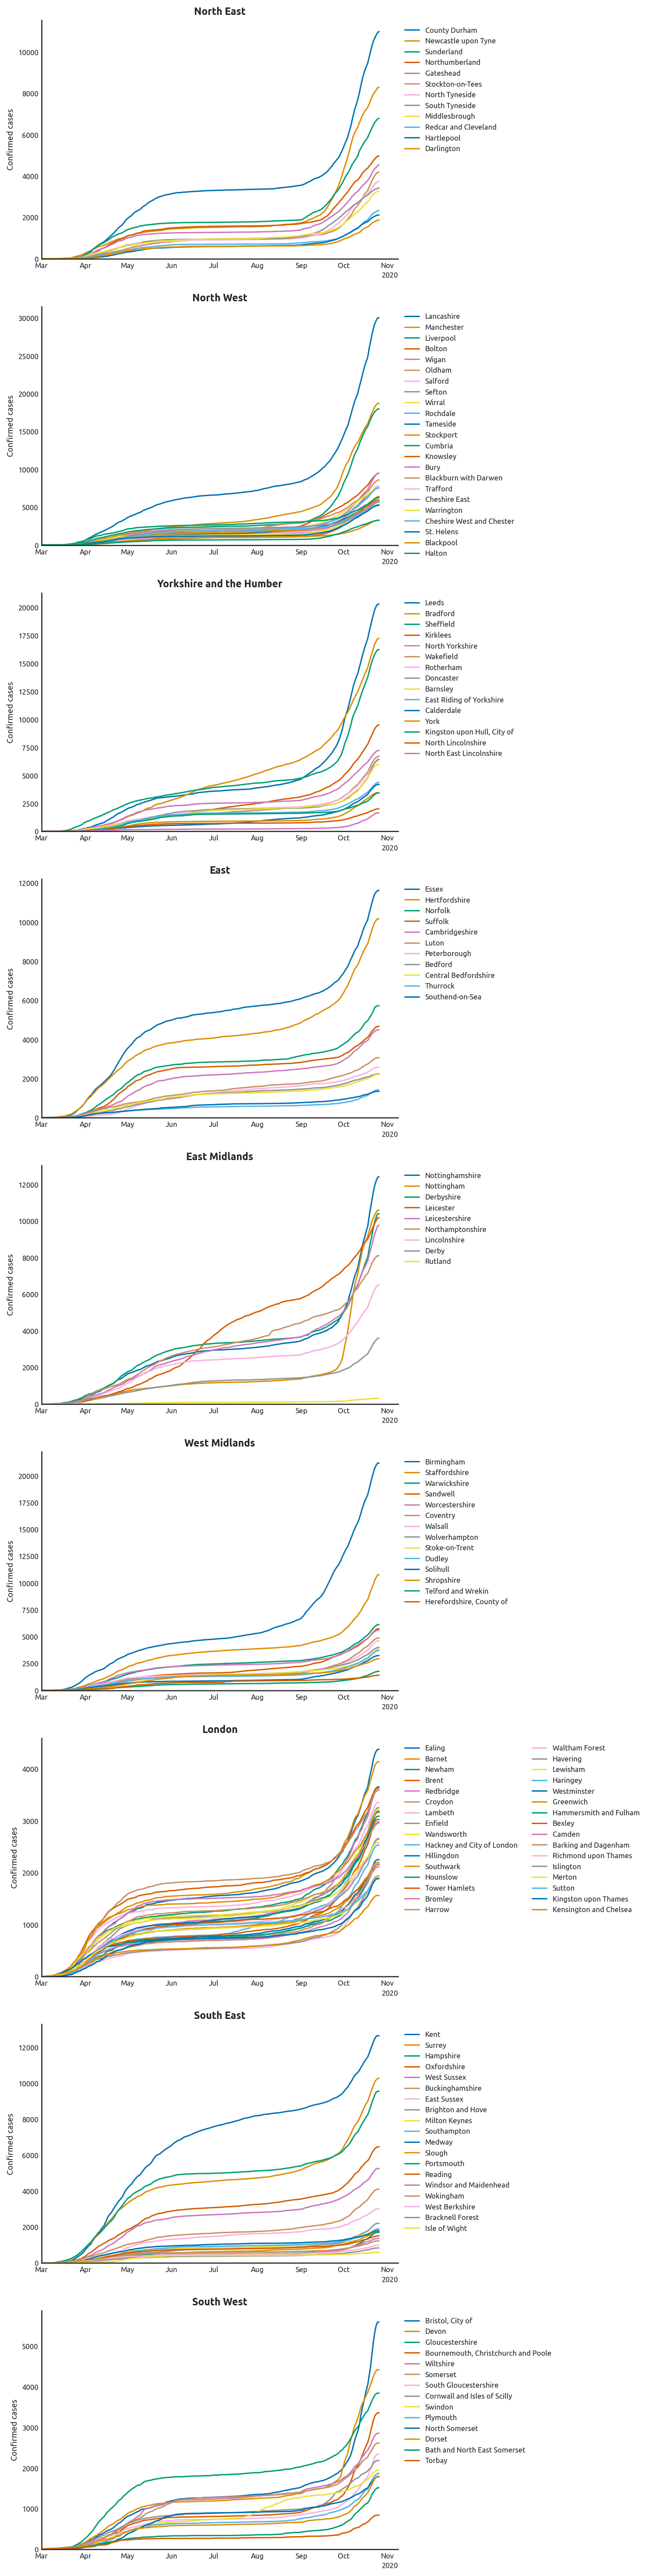 North East
Confirmed cases
10000
8000
6000
4000
2000
0
Mar Apr May Jun Jul Aug Sep Oct Nov
2020
County Durham
Newcastle upon Tyne
Sunderland
Northumberland
Gateshead
Stockton-on-Tees
North Tyneside
South Tyneside
Middlesbrough
Redcar and Cleveland
Hartlepool
Darlington
North West
Confirmed cases
30000
25000
20000
15000
10000
5000
0
Mar Apr May Jun Jul Aug Sep Oct Nov
2020
Lancashire
Manchester
Liverpool
Bolton
Wigan
Oldham
Salford
Sefton
Wirral
Rochdale
Tameside
Stockport
Cumbria
Knowsley
Bury
Blackburn with Darwen
Trafford
Cheshire East
Warrington
Cheshire West and Chester
St. Helens
Blackpool
Halton
Yorkshire and the Humber
Confirmed cases
20000
17500
15000
12500
10000
7500
5000
2500
0
Mar Apr May Jun Jul Aug Sep Oct Nov
2020
Leeds
Bradford
Sheffield
Kirklees
North Yorkshire
Wakefield
Rotherham
Doncaster
Barnsley
East Riding of Yorkshire
Calderdale
York
Kingston upon Hull, City of
North Lincolnshire
North East Lincolnshire
East
Confirmed cases
12000
10000
8000
6000
4000
2000
0
Mar Apr May Jun Jul Aug Sep Oct Nov
2020
Essex
Hertfordshire
Norfolk
Suffolk
Cambridgeshire
Luton
Peterborough
Bedford
Central Bedfordshire
Thurrock
Southend-on-Sea
East Midlands
Confirmed cases
12000
10000
8000
6000
4000
2000
0
Mar Apr May Jun Jul Aug Sep Oct Nov
2020
Nottinghamshire
Nottingham
Derbyshire
Leicester
Leicestershire
Northamptonshire
Lincolnshire
Derby
Rutland
West Midlands
Confirmed cases
20000
17500
15000
12500
10000
7500
5000
2500
0
Mar Apr May Jun Jul Aug Sep Oct Nov
2020
Birmingham
Staffordshire
Warwickshire
Sandwell
Worcestershire
Coventry
Walsall
Wolverhampton
Stoke-on-Trent
Dudley
Solihull
Shropshire
Telford and Wrekin
Herefordshire, County of
London
Confirmed cases
4000
3000
2000
1000
0
Mar Apr May Jun Jul Aug Sep Oct Nov
2020
Ealing
Barnet
Newham
Brent
Redbridge
Croydon
Lambeth
Enfield
Wandsworth
Hackney and City of London
Hillingdon
Southwark
Hounslow
Tower Hamlets
Bromley
Harrow
Waltham Forest
Havering
Lewisham
Haringey
Westminster
Greenwich
Hammersmith and Fulham
Bexley
Camden
Barking and Dagenham
Richmond upon Thames
Islington
Merton
Sutton
Kingston upon Thames
Kensington and Chelsea
South East
Confirmed cases
12000
10000
8000
6000
4000
2000
0
Mar Apr May Jun Jul Aug Sep Oct Nov
2020
Kent
Surrey
Hampshire
Oxfordshire
West Sussex
Buckinghamshire
East Sussex
Brighton and Hove
Milton Keynes
Southampton
Medway
Slough
Portsmouth
Reading
Windsor and Maidenhead
Wokingham
West Berkshire
Bracknell Forest
Isle of Wight
South West
Confirmed cases
5000
4000
3000
2000
1000
0
Mar Apr May Jun Jul Aug Sep Oct Nov
2020
Bristol, City of
Devon
Gloucestershire
Bournemouth, Christchurch and Poole
Wiltshire
Somerset
South Gloucestershire
Cornwall and Isles of Scilly
Swindon
Plymouth
North Somerset
Dorset
Bath and North East Somerset
Torbay